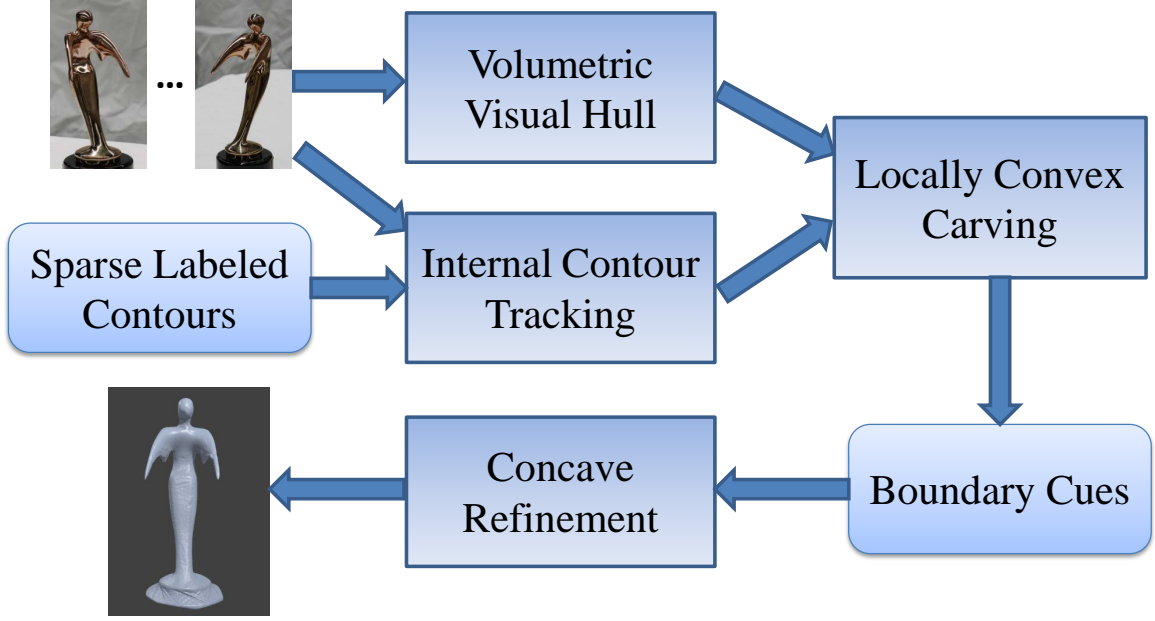 ...
Volumetric
Visual Hull
Locally Convex
Carving
Sparse Labeled
Contours
Internal Contour
Tracking
Concave
Refinement
Boundary Cues